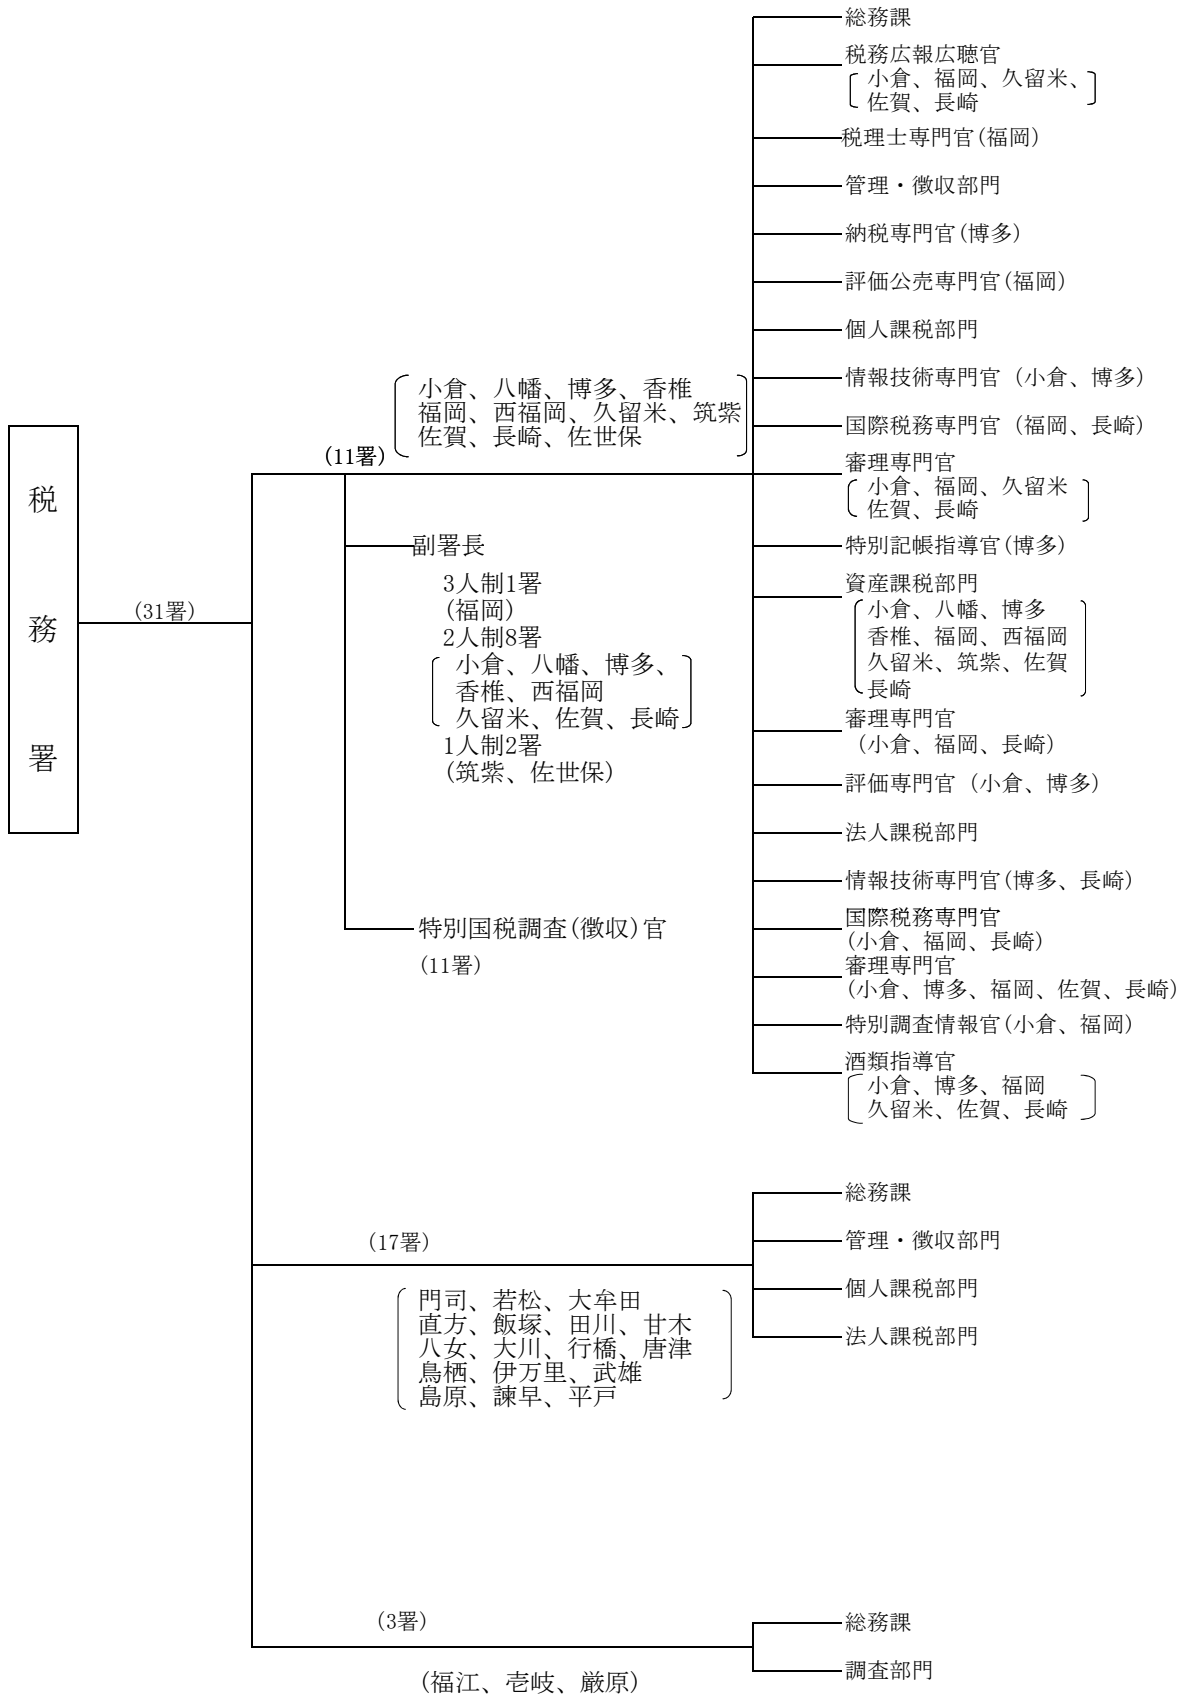 税務署
(31署)
(11署)
小倉、八幡、博多、香椎
福岡、西福岡、久留米、筑紫
佐賀、長崎、佐世保
副署長
3人制1署
(福岡)
2人制8署
小倉、八幡、博多、
香椎、西福岡
久留米、佐賀、長崎
1人制2署
(筑紫、佐世保)
特別国税調査(徴収)官
(11署)
総務課
税務広報広聴官
小倉、福岡、久留米、
佐賀、長崎
税理士専門官(福岡)
管理・徴収部門
納税専門官(博多)
評価公売専門官(福岡)
個人課税部門
情報技術専門官 (小倉、博多)
国際税務専門官 (福岡、長崎)
審理専門官
小倉、福岡、久留米
佐賀、長崎
特別記帳指導官(博多)
資産課税部門
小倉、八幡、博多
香椎、福岡、西福岡
久留米、筑紫、佐賀
長崎
審理専門官
(小倉、福岡、長崎)
評価専門官 (小倉、博多)
法人課税部門
情報技術専門官(博多、長崎)
国際税務専門官
(小倉、福岡、長崎)
審理専門官
(小倉、博多、福岡、佐賀、長崎)
特別調査情報官(小倉、福岡)
酒類指導官
小倉、博多、福岡
久留米、佐賀、長崎
(17署)
門司、若松、大牟田
直方、飯塚、田川、甘木
八女、大川、行橋、唐津
鳥栖、伊万里、武雄
島原、諫早、平戸
総務課
管理・徴収部門
個人課税部門
法人課税部門
(3署)
(福江、壱岐、厳原)
総務課
調査部門